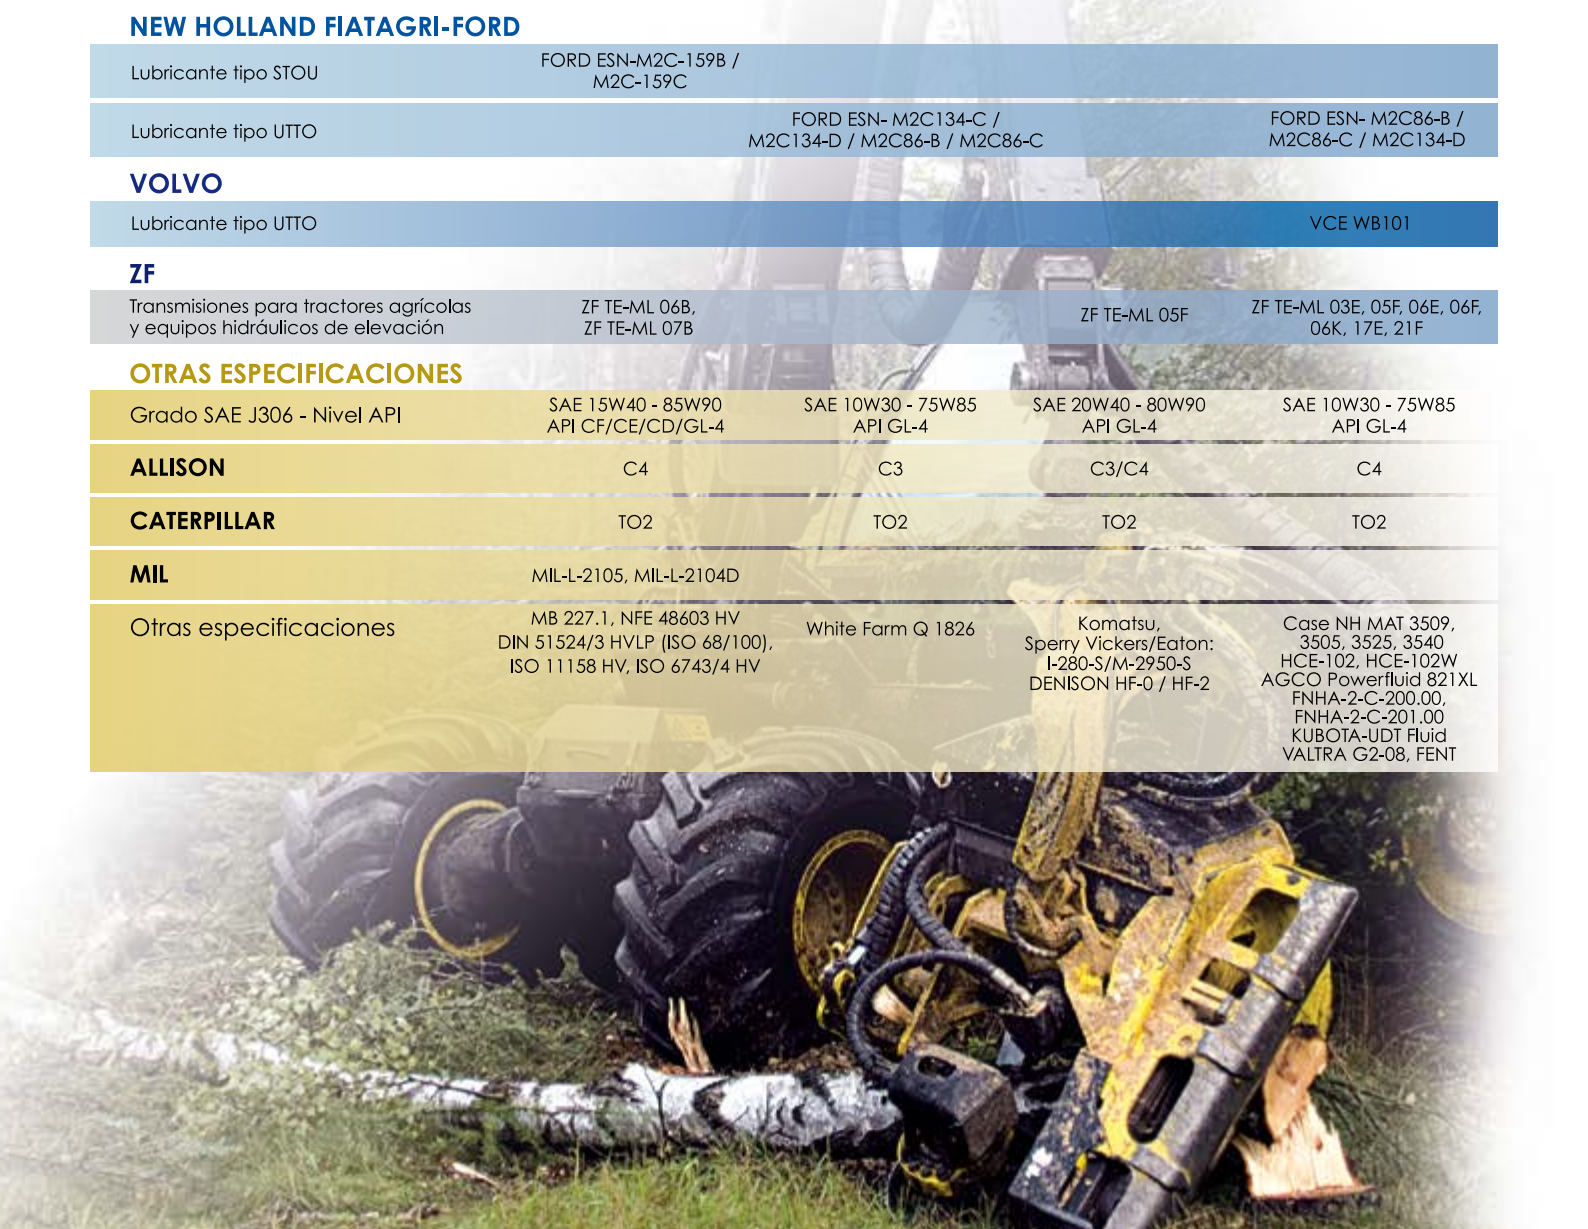 NEW HOLLAND FIATAGRI-FORD
Lubricante tipo STOU
FORD ESN-M2C-159B /
M2C-159C
Lubricante tipo UTTO
FORD ESN- M2C134-C /
M2C134-D / M2C86-B / M2C86-C
FORD ESN- M2C86-B /
M2C86-C / M2C134-D
VOLVO
Lubricante tipo UTTO
VCE WB101
ZF
Transmisiones para tractores agrícolas
y equipos hidráulicos de elevación
ZF TE-ML 06B,
ZF TE-ML 07B
ZF TE-ML 05F
ZF TE-ML 03E, 05F, 06E, 06F,
06K, 17E, 21F
OTRAS ESPECIFICACIONES
Grado SAE J306 - Nivel API
SAE 15W40 - 85W90
API CF/CE/CD/GL-4
SAE 10W30 - 75W85
API GL-4
SAE 20W40 - 80W90
API GL-4
SAE 10W30 - 75W85
API GL-4
ALLISON
C4
C3
C3/C4
C4
CATERPILLAR
TO2
TO2
TO2
TO2
MIL
MIL-L-2105, MIL-L-2104D
Otras especificaciones
MB 227.1, NFE 48603 HV
DIN 51524/3 HVLP (ISO 68/100),
ISO 11158 HV, ISO 6743/4 HV
White Farm Q 1826
Komatsu,
Sperry Vickers/Eaton:
I-280-S/M-2950-S
DENISON HF-0 / HF-2
Case NH MAT 3509,
3505, 3525, 3540
HCE-102, HCE-102W
AGCO Powerfluid 821XL
FNHA-2-C-200.00,
FNHA-2-C-201.00
KUBOTA-UDT Fluid
VALTRA G2-08, FENT